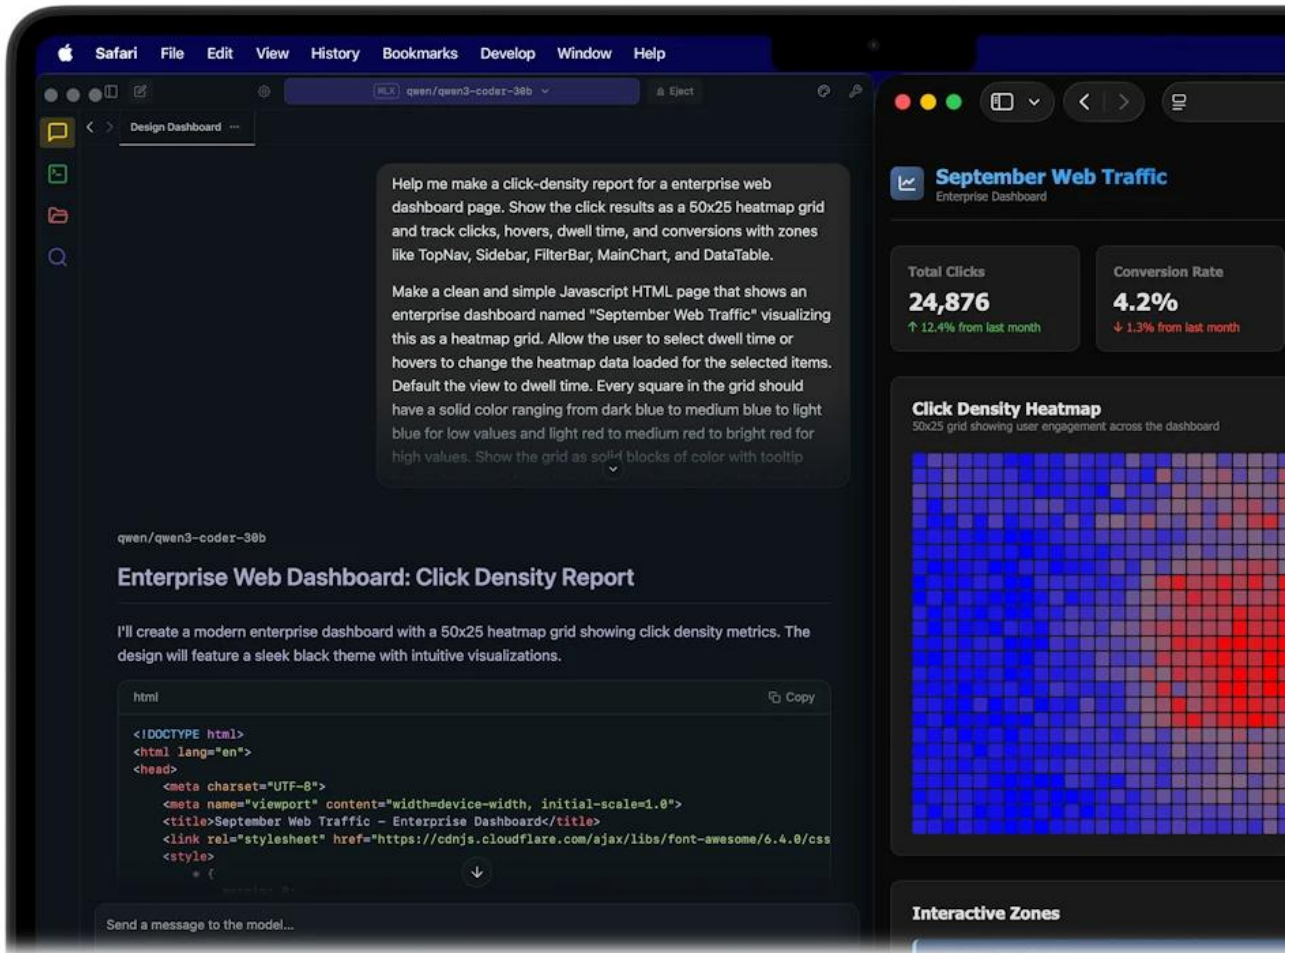 Safari File Edit View History Bookmarks Develop Window Help
MLX qwen/qwen3-coder-30b
Eject
Design Dashboard ...
Help me make a click-density report for a enterprise web
dashboard page. Show the click results as a 50x25 heatmap grid
and track clicks, hovers, dwell time, and conversions with zones
like TopNav, Sidebar, FilterBar, MainChart, and DataTable.
Make a clean and simple Javascript HTML page that shows an
enterprise dashboard named "September Web Traffic" visualizing
this as a heatmap grid. Allow the user to select dwell time or
hovers to change the heatmap data loaded for the selected items.
Default the view to dwell time. Every square in the grid should
have a solid color ranging from dark blue to medium blue to light
blue for low values and light red to medium red to bright red for
high values. Show the grid as solid blocks of color with tooltip
qwen/qwen3-coder-30b
Enterprise Web Dashboard: Click Density Report
I'll create a modern enterprise dashboard with a 50x25 heatmap grid showing click density metrics. The
design will feature a sleek black theme with intuitive visualizations.
html
Copy
<!DOCTYPE html>
<html lang="en">
<head>
<meta charset="UTF-8">
<meta name="viewport" content="width=device-width, initial-scale=1.0">
<title>September Web Traffic – Enterprise Dashboard</title>
<link rel="stylesheet" href="https://cdnjs.cloudflare.com/ajax/libs/font-awesome/6.4.0/css
<style>
* {
margin: 0;
Send a message to the model...
September Web Traffic
Enterprise Dashboard
Total Clicks
24,876
↑ 12.4% from last month
Conversion Rate
4.2%
↓ 1.3% from last month
Click Density Heatmap
50x25 grid showing user engagement across the dashboard
Interactive Zones